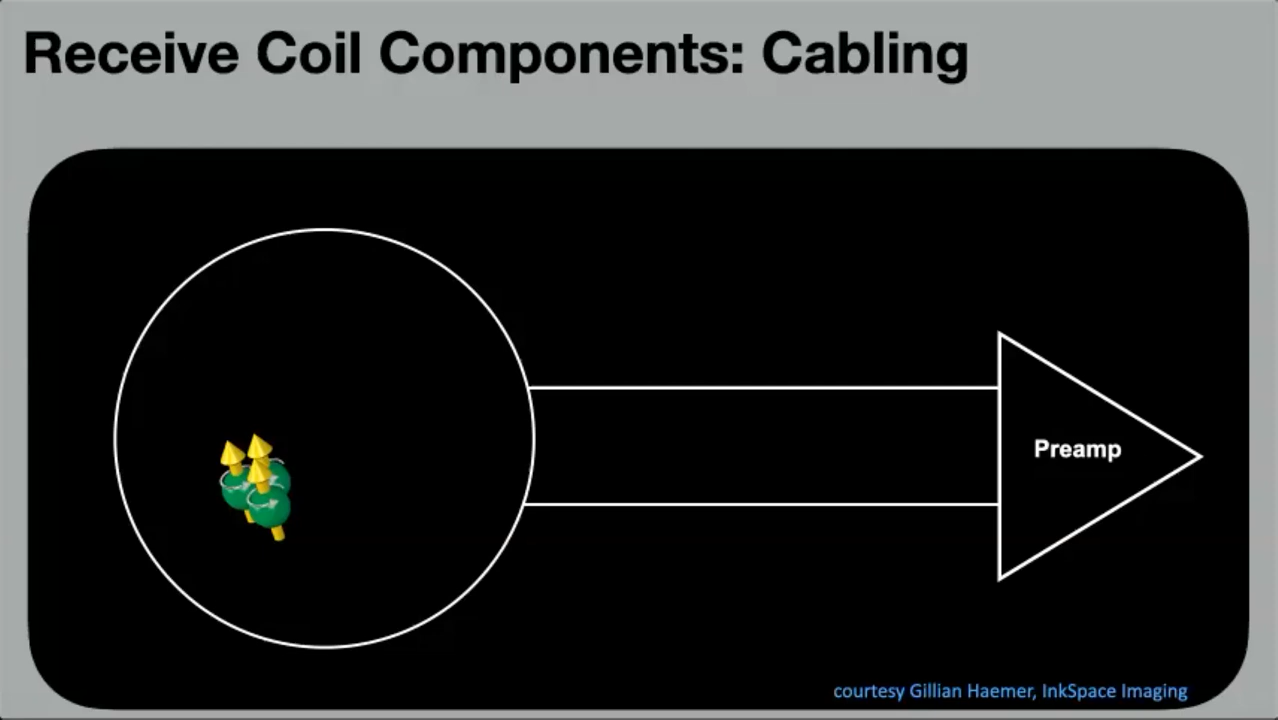 Receive Coil Components: Cabling
Preamp
courtesy Gillian Haemer, InkSpace Imaging